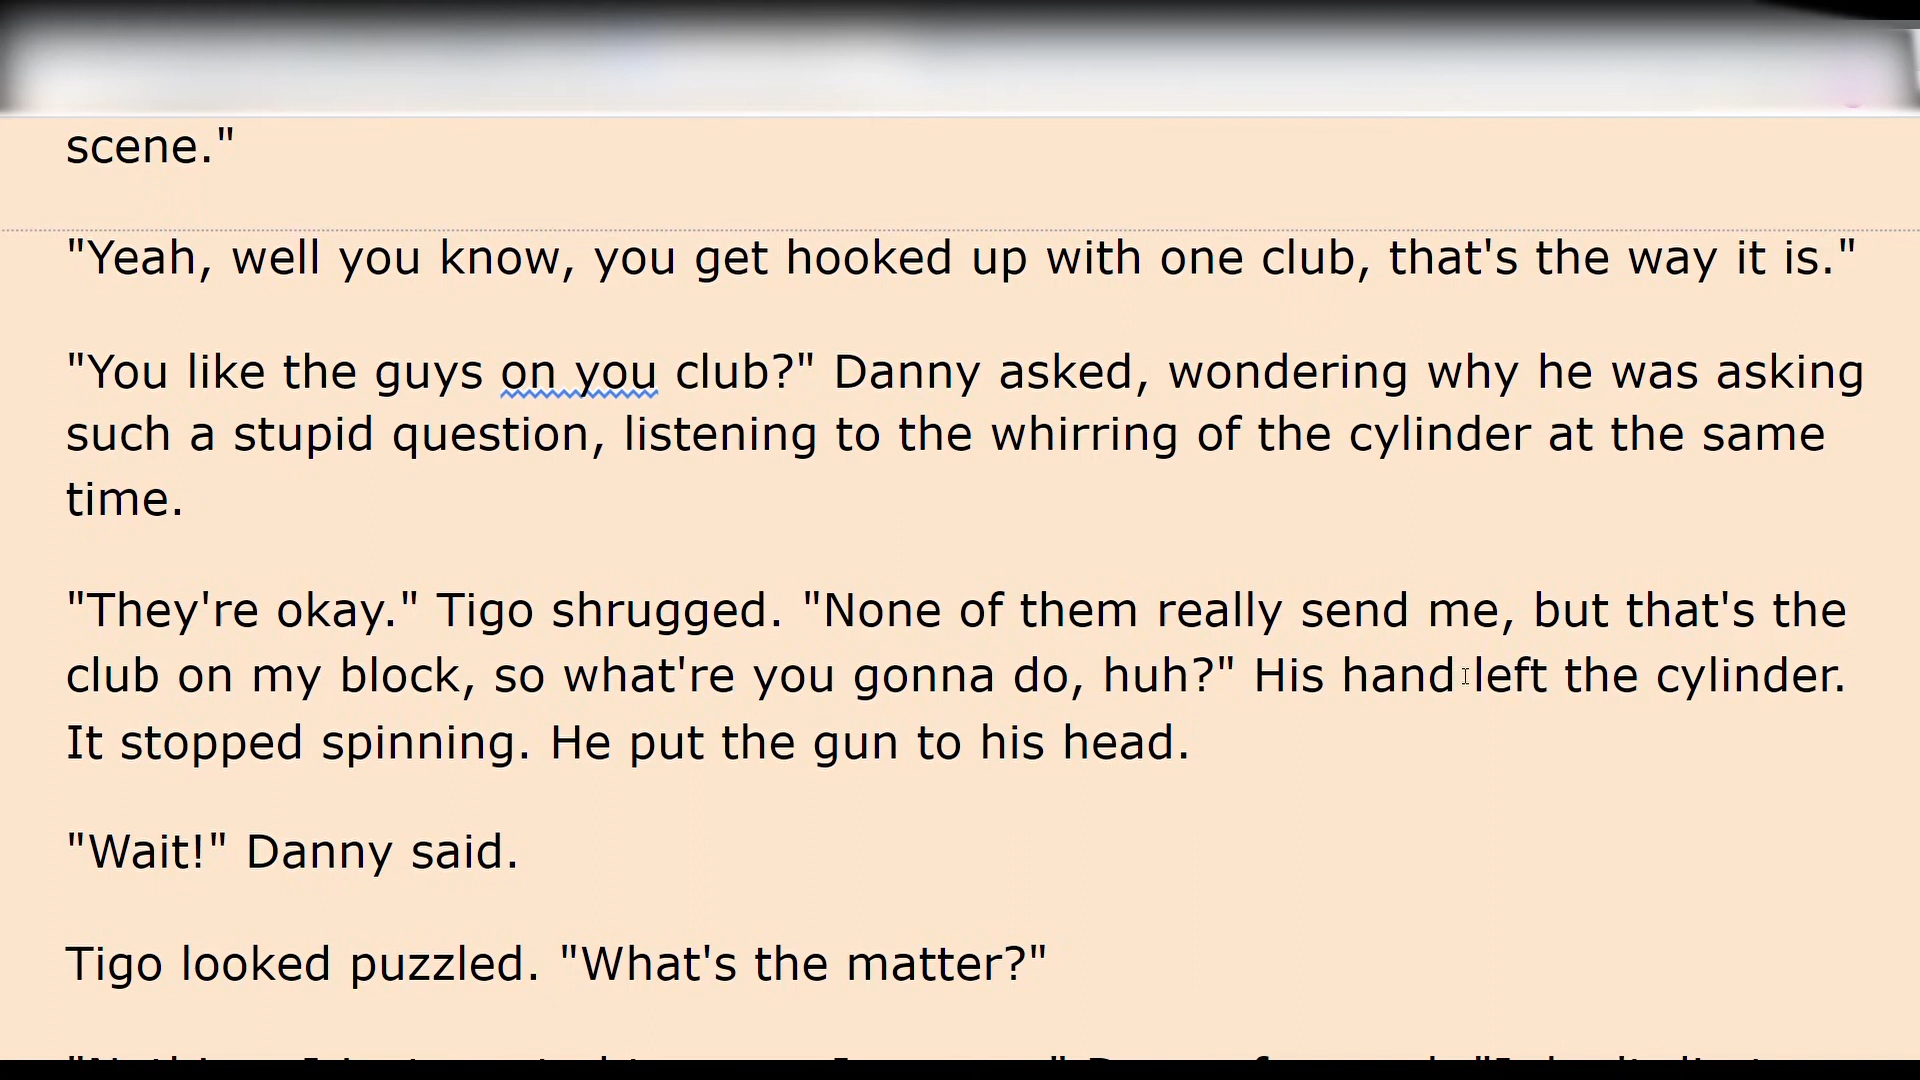 scene."
"Yeah, well you know, you get hooked up with one club, that's the way it is."
"You like the guys on you club?" Danny asked, wondering why he was asking
such a stupid question, listening to the whirring of the cylinder at the same
time.
"They're okay." Tigo shrugged. "None of them really send me, but that's the
club on my block, so what're you gonna do, huh?" His hand left the cylinder.
It stopped spinning. He put the gun to his head.
"Wait!" Danny said.
Tigo looked puzzled. "What's the matter?"